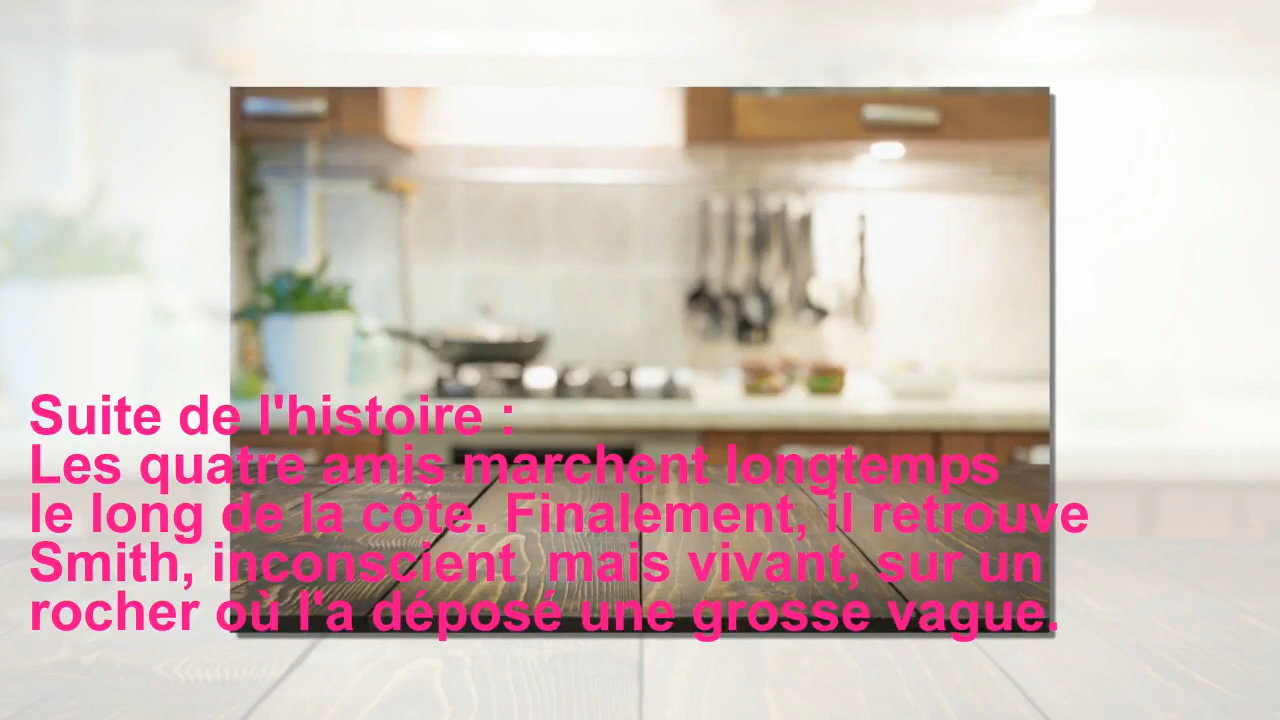 Suite de l'histoire :
Les quatre amis marchent longtemps
le long de la côte. Finalement, il retrouve
Smith, inconscient  mais vivant, sur un
rocher où l'a déposé une grosse vague.